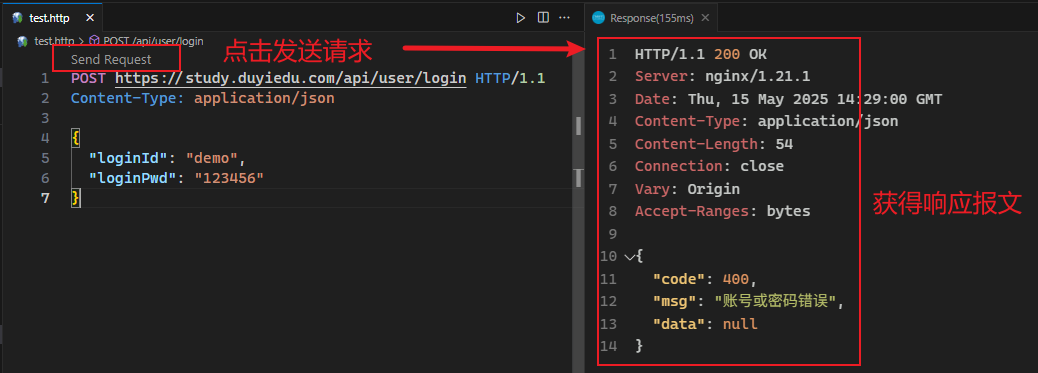 test.http
Response(155ms)
test.http > POST /api/user/login
Send Request
点击发送请求
1 POST https://study.duyiedu.com/api/user/login HTTP/1.1
2 Content-Type: application/json
3
4 {
5 "loginId": "demo",
6 "loginPwd": "123456"
7 }
1 HTTP/1.1 200 OK
2 Server: nginx/1.21.1
3 Date: Thu, 15 May 2025 14:29:00 GMT
4 Content-Type: application/json
5 Content-Length: 54
6 Connection: close
7 Vary: Origin
8 Accept-Ranges: bytes
9
10 {
11 "code": 400,
12 "msg": "账号或密码错误",
13 "data": null
14 }
获得响应报文